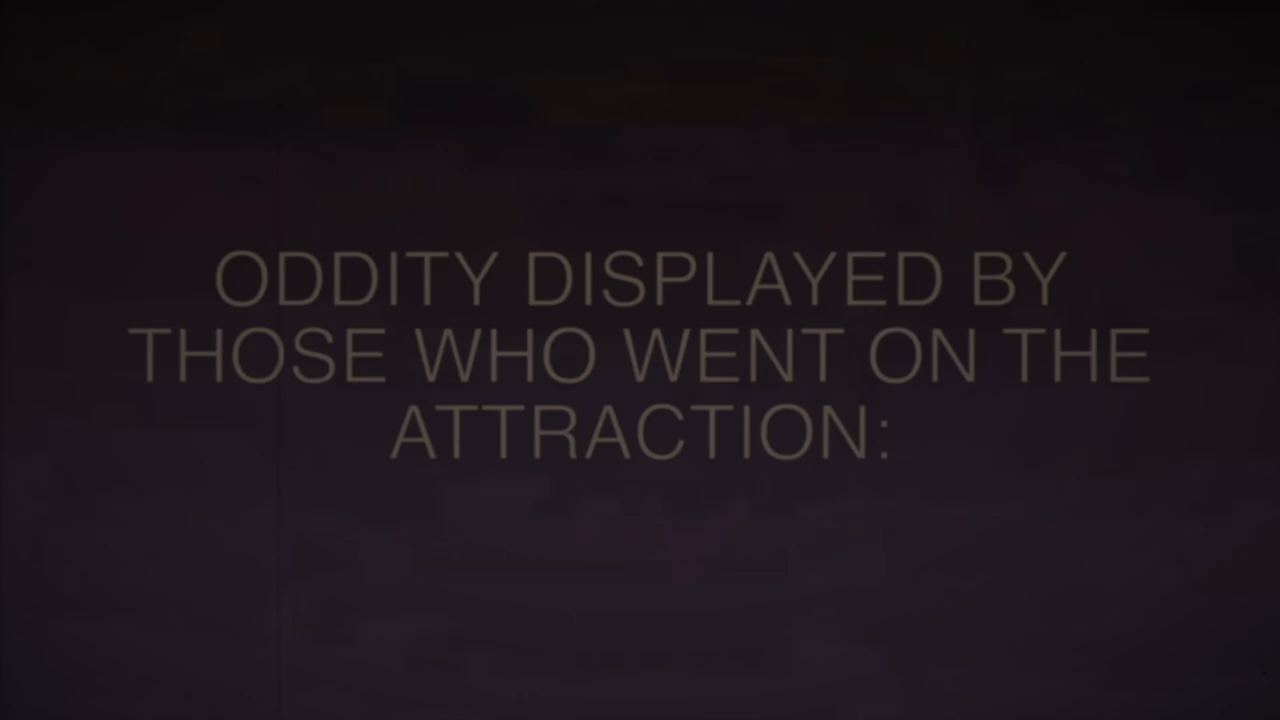 ODDITY DISPLAYED BY
THOSE WHO WENT ON THE
ATTRACTION: